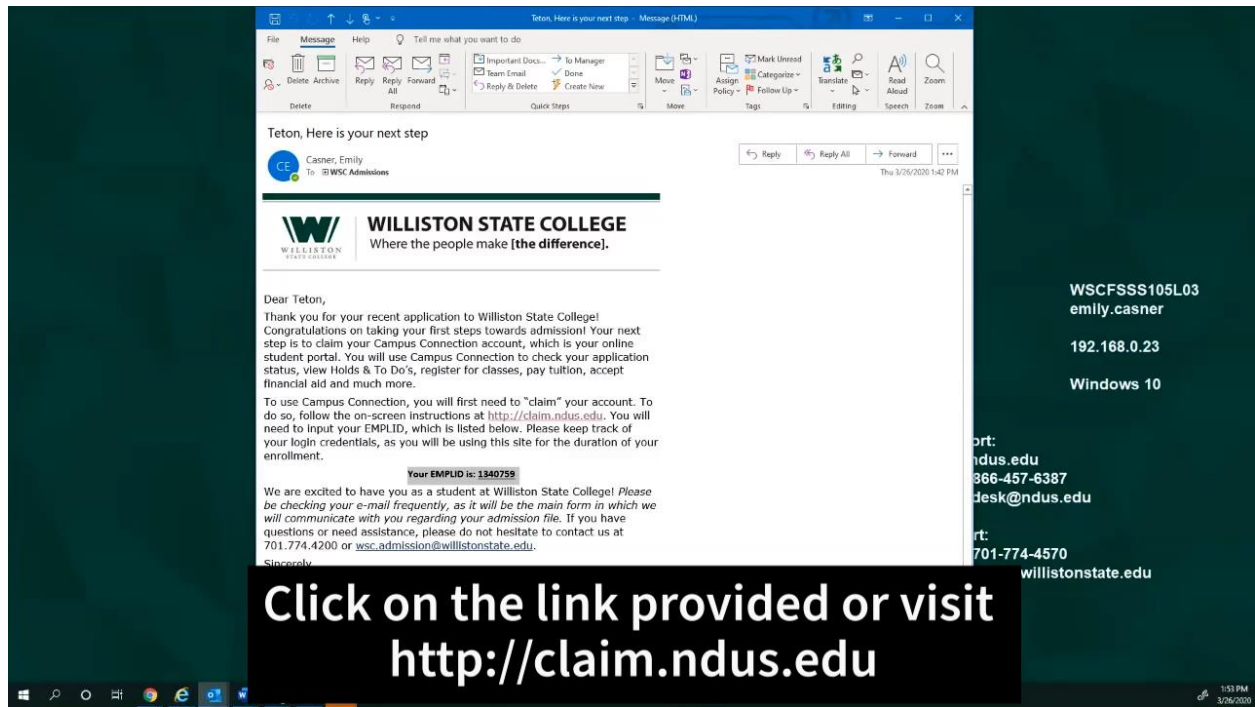 Teton, Here is your next step - Message (HTML)
File Message Help Tell me what you want to do
Important Docs... To Manager
Mark Unread
Team Email Done
Categorize
Delete Archive Reply Reply All Forward
Reply & Delete Create New
Move Assign Policy Follow Up Translate Read Aloud Zoom
Delete Respond Quick Steps Move Tags Editing Speech Zoom
Teton, Here is your next step
CE
Casner, Emily
To WSC Admissions
Reply Reply All Forward
Thu 3/26/2020 1:42 PM
WILLISTON
STATE COLLEGE
WILLISTON STATE COLLEGE
Where the people make [the difference].
Dear Teton,
Thank you for your recent application to Williston State College!
Congratulations on taking your first steps towards admission! Your next
step is to claim your Campus Connection account, which is your online
student portal. You will use Campus Connection to check your application
status, view Holds & To Do's, register for classes, pay tuition, accept
financial aid and much more.
To use Campus Connection, you will first need to “claim” your account. To
do so, follow the on-screen instructions at http://claim.ndus.edu. You will
need to input your EMPLID, which is listed below. Please keep track of
your login credentials, as you will be using this site for the duration of your
enrollment.
Your EMPLID is: 1340759
We are excited to have you as a student at Williston State College! Please
be checking your e-mail frequently, as it will be the main form in which we
will communicate with you regarding your admission file. If you have
questions or need assistance, please do not hesitate to contact us at
701.774.4200 or wsc.admission@willistonstate.edu.
Sincerely
WSCFSSS105L03
emily.casner
192.168.0.23
Windows 10
ort:
ndus.edu
866-457-6387
desk@ndus.edu
rt:
701-774-4570
willistonstate.edu
Click on the link provided or visit
http://claim.ndus.edu
1:53 PM
3/26/2020